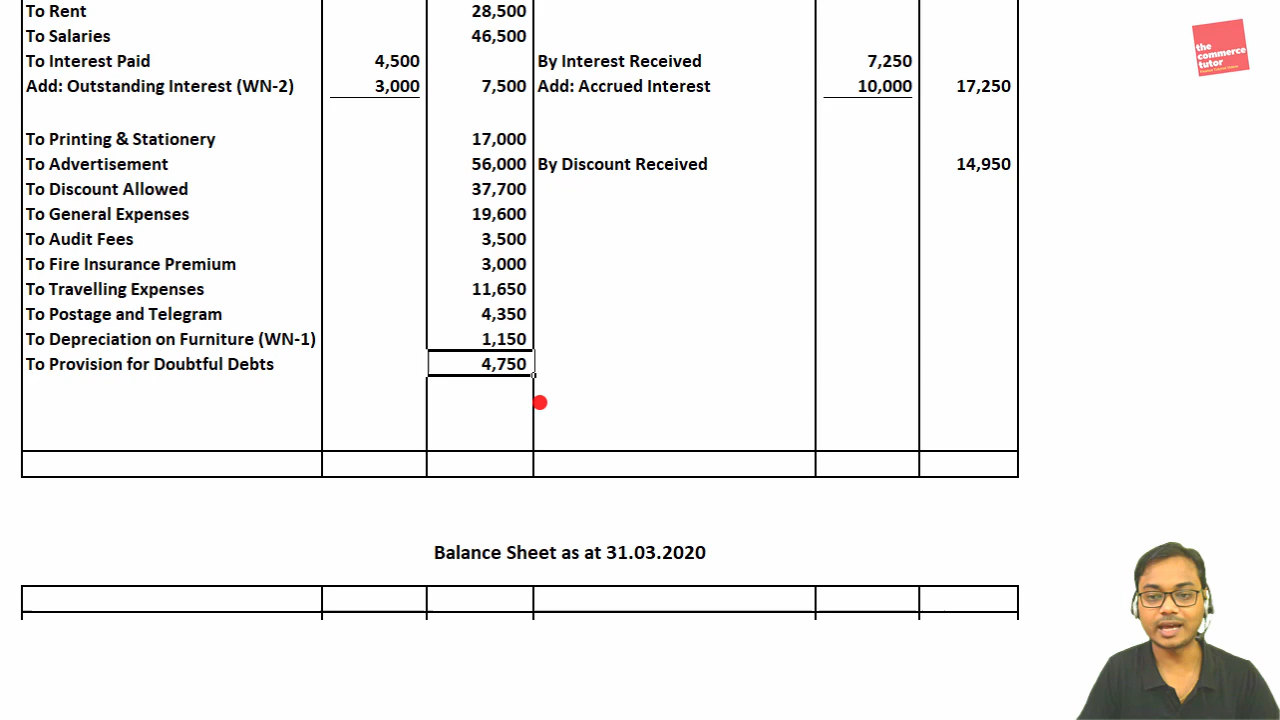 To Rent 28,500
To Salaries 46,500
To Interest Paid 4,500 By Interest Received 7,250
Add: Outstanding Interest (WN-2) 3,000 7,500 Add: Accrued Interest 10,000 17,250
To Printing & Stationery 17,000
To Advertisement 56,000 By Discount Received 14,950
To Discount Allowed 37,700
To General Expenses 19,600
To Audit Fees 3,500
To Fire Insurance Premium 3,000
To Travelling Expenses 11,650
To Postage and Telegram 4,350
To Depreciation on Furniture (WN-1) 1,150
To Provision for Doubtful Debts 4,750
Balance Sheet as at 31.03.2020
the
commerce
tutor